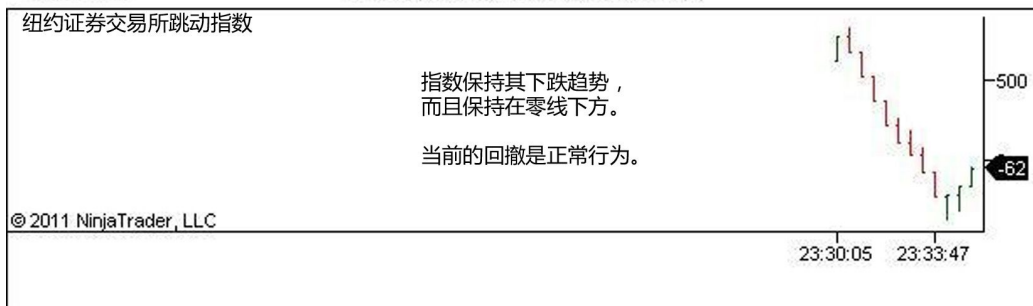 纽约证券交易所跳动指数
指数保持其下跌趋势，
而且保持在零线下方。
当前的回撤是正常行为。
500
-62
© 2011 NinjaTrader, LLC
23:30:05 23:33:47